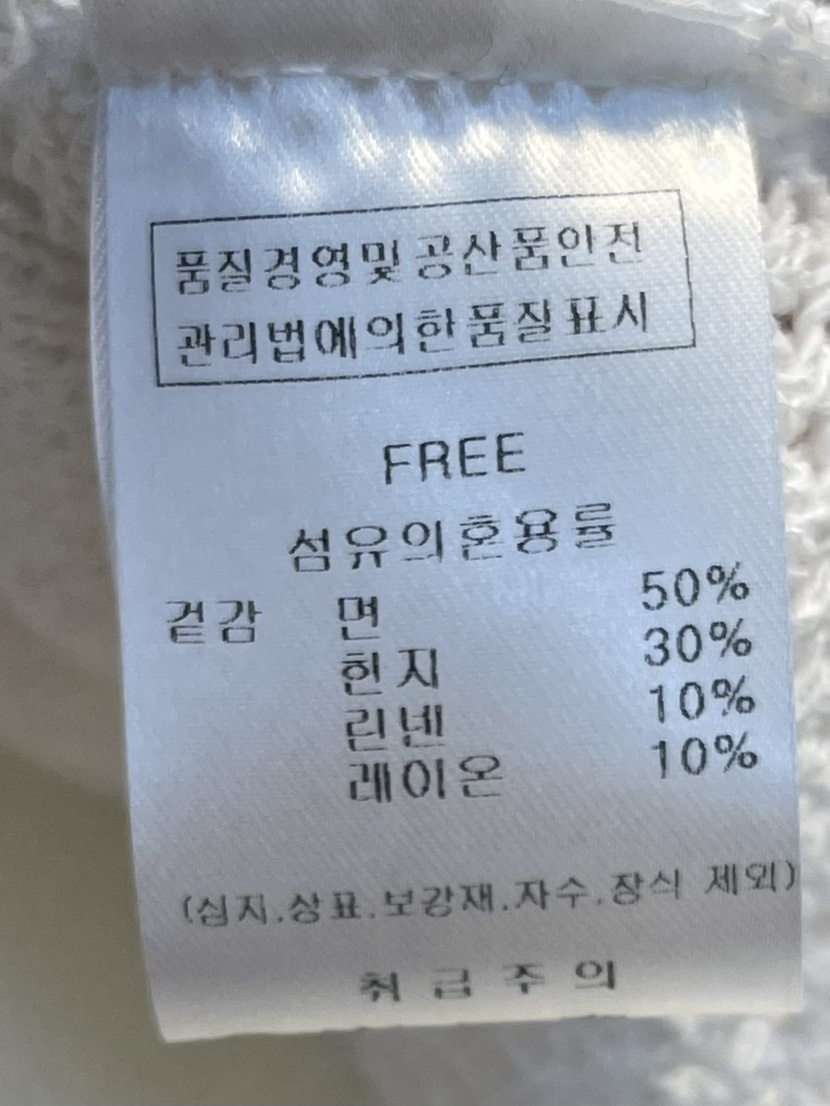 품질경영및 공산품안전
관리법에의한품질표시
FREE
섬유의혼용률
겉감 면 50%
힌지 30%
린넨 10%
레이온 10%
(심지.상표.보강재.자수.장식 제외)
취급주의